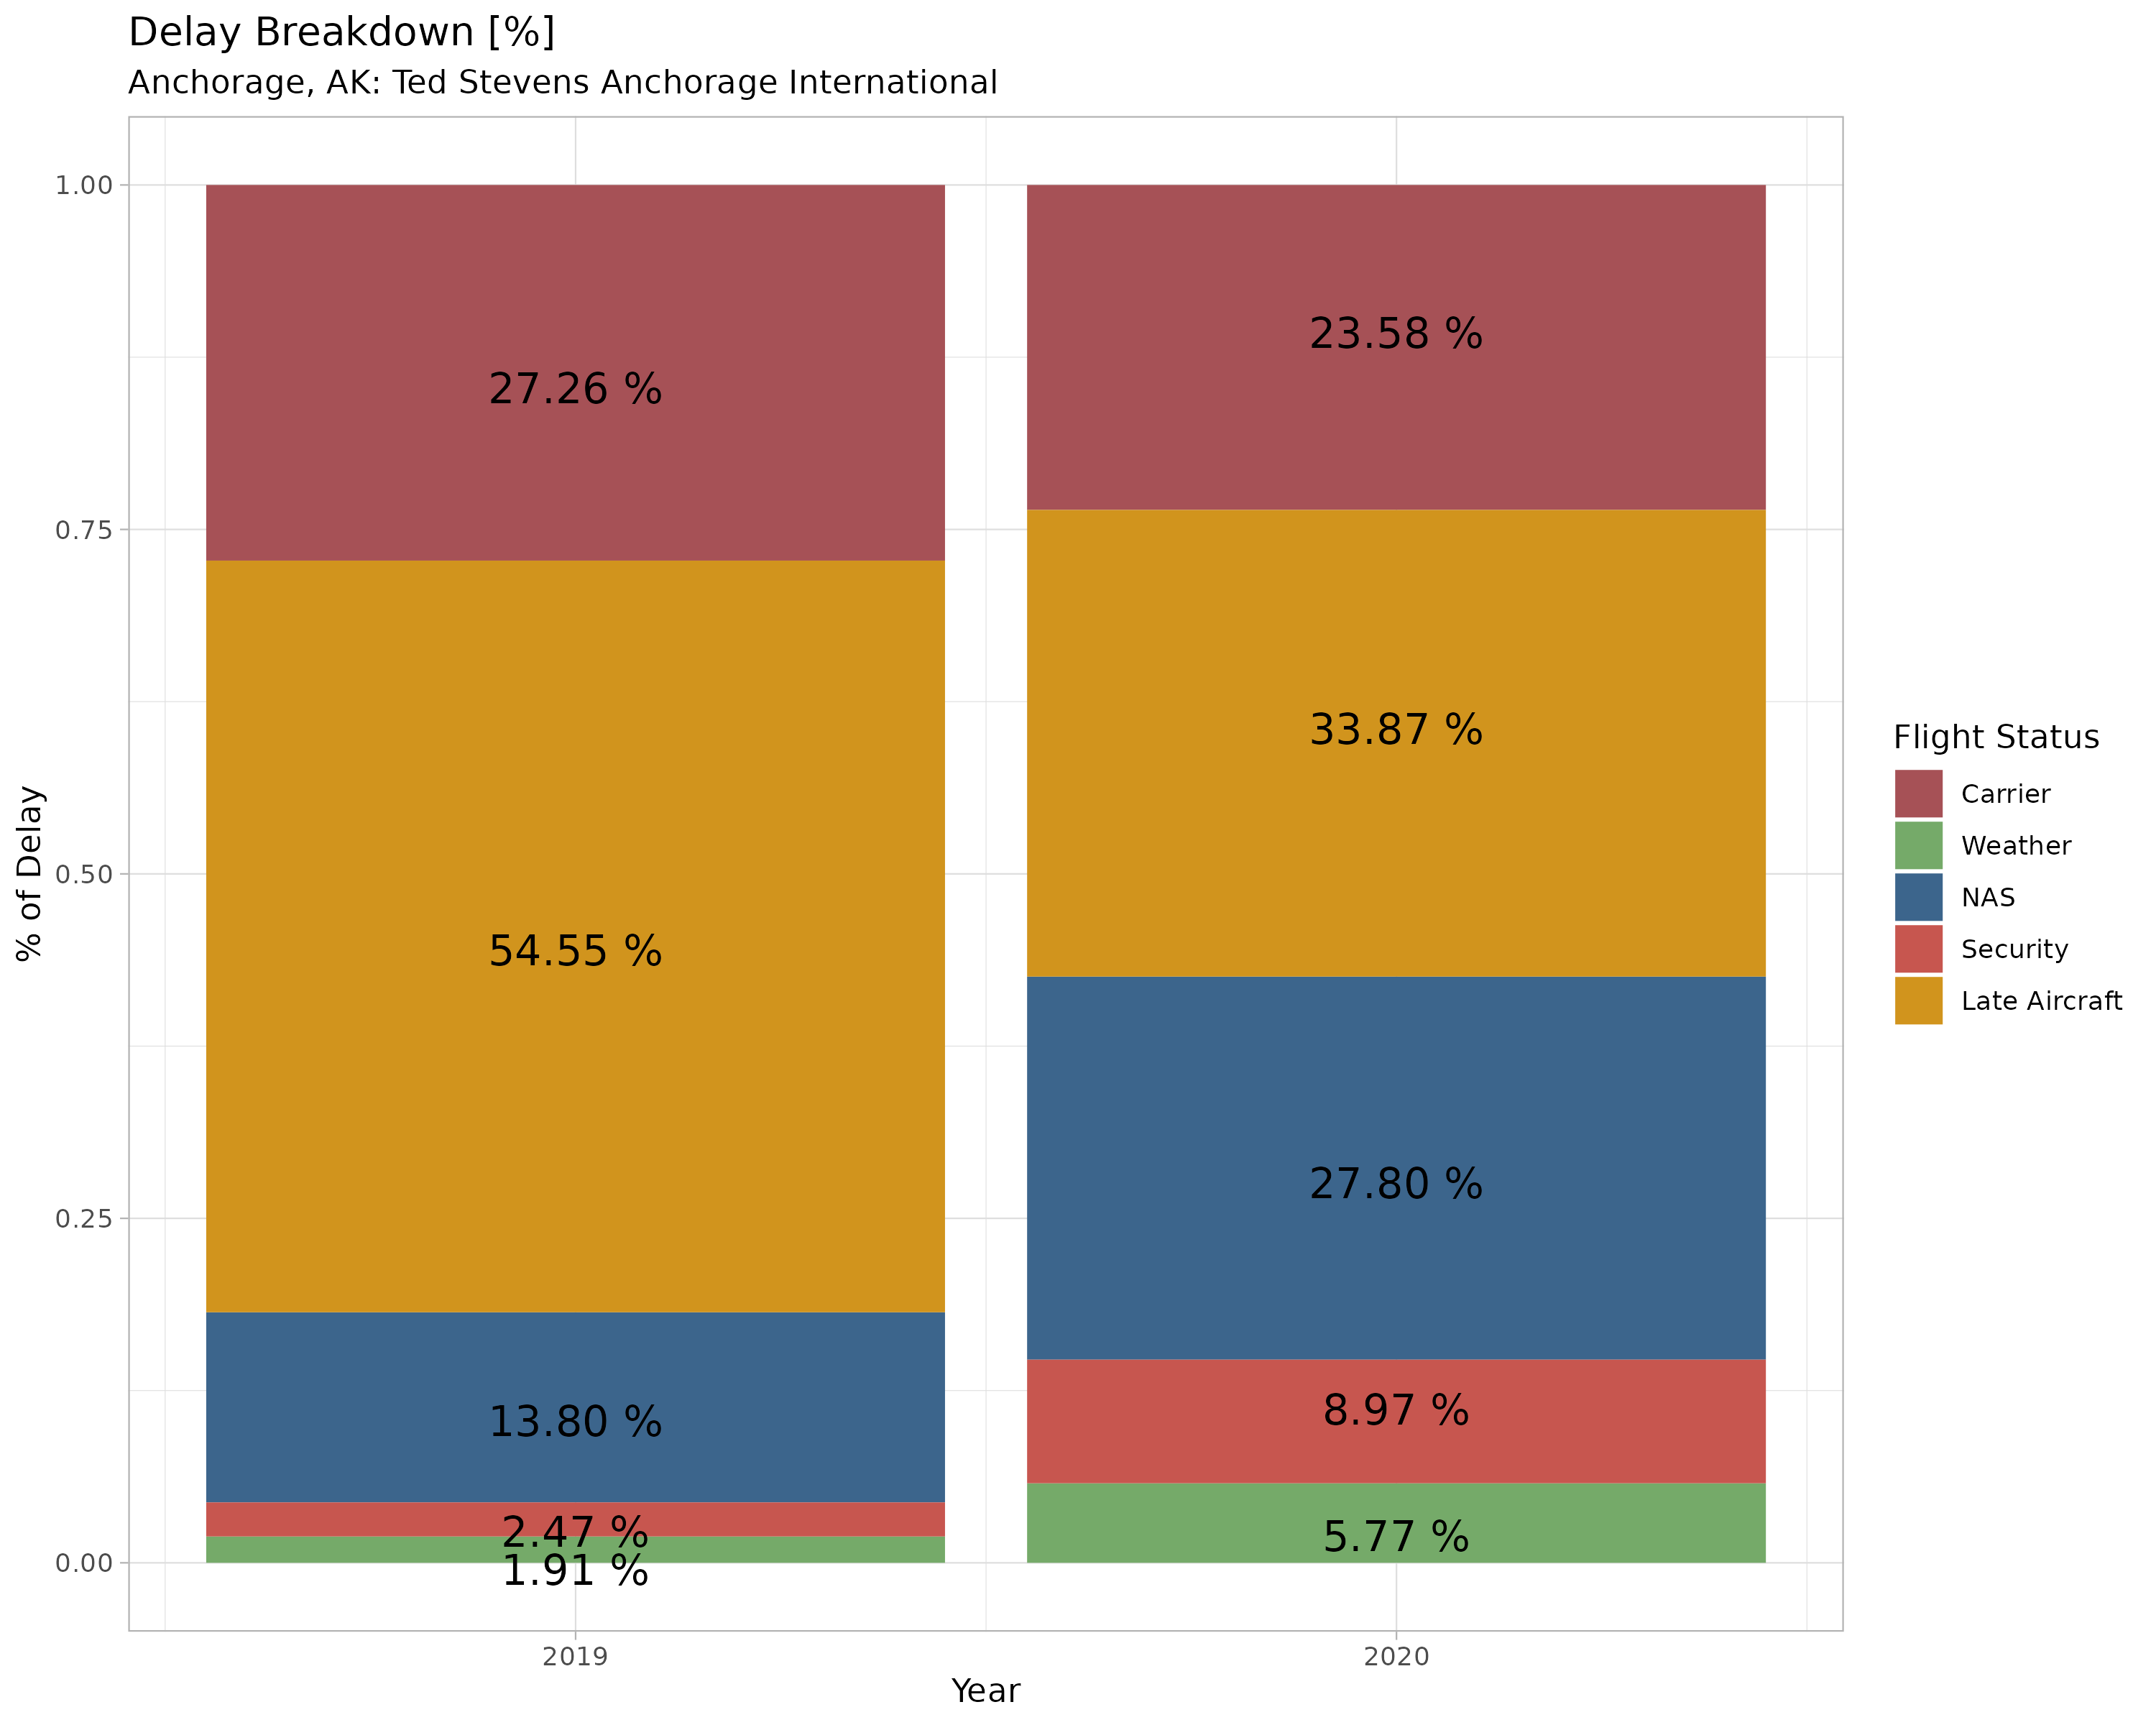 Delay Breakdown [%]
Anchorage, AK: Ted Stevens Anchorage International
% of Delay
1.00
0.75
0.50
0.25
0.00
27.26 %
54.55 %
13.80 %
2.47 %
1.91 %
23.58 %
33.87 %
27.80 %
8.97 %
5.77 %
2019
2020
Year
Flight Status
Carrier
Weather
NAS
Security
Late Aircraft